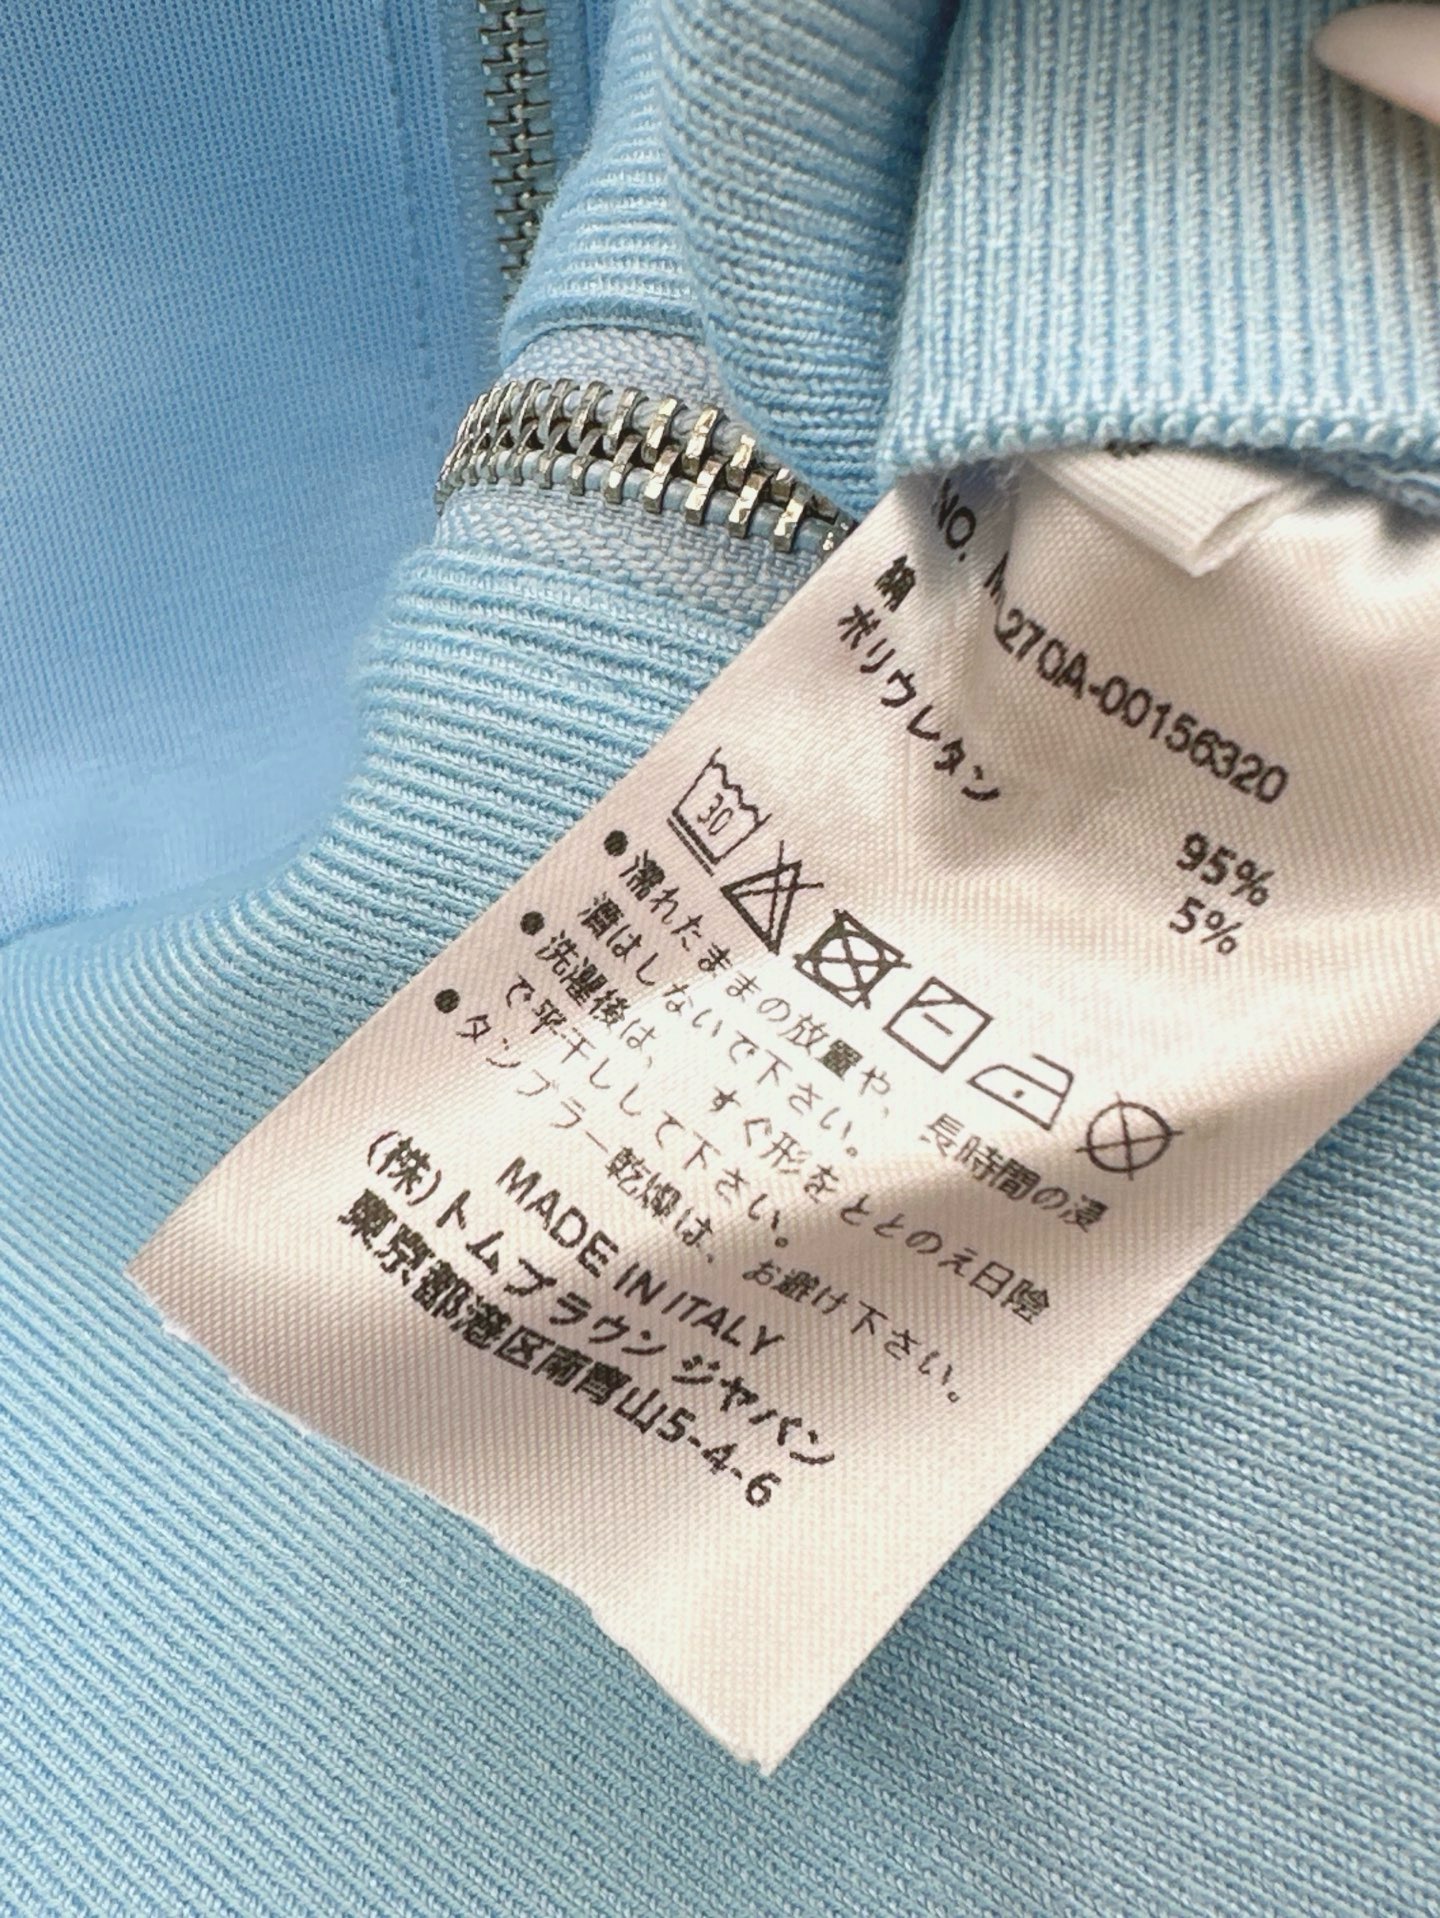 NO. M 270A-00156320
絹 95%
ポリウレタン 5%
30
●濡れたままの放置や、長時間の浸
漬はしないで下さい。
●洗濯後は、すぐ形をととのえ日陰
で平干しして下さい。
●タンブラー乾燥は、お避け下さい。
MADE IN ITALY
(株)トムブラウン ジャパン
東京都港区南青山5-4-6